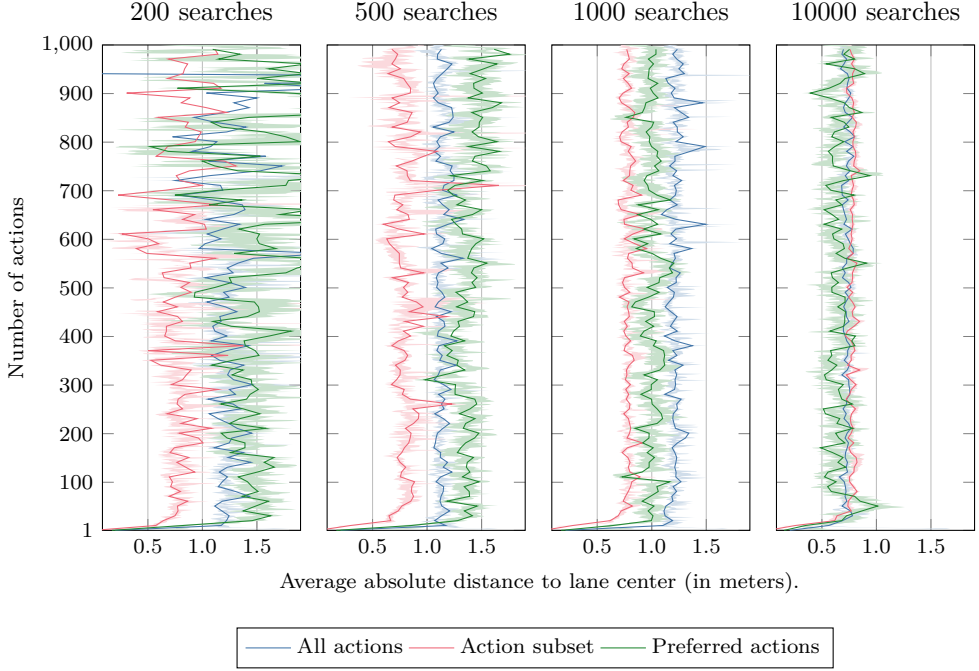 200 searches 500 searches 1000 searches 10000 searches
1,000
900
800
700
600
500
400
300
200
100
1
Number of actions
0.5 1.0 1.5 0.5 1.0 1.5 0.5 1.0 1.5 0.5 1.0 1.5
Average absolute distance to lane center (in meters).
All actions Action subset Preferred actions